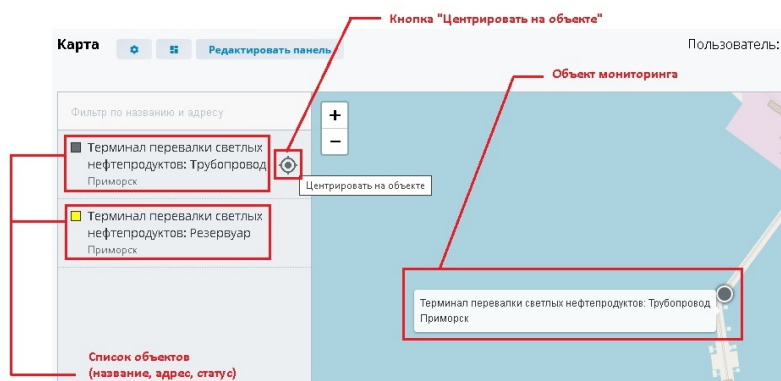 Кнопка "Центрировать на объекте"
Карта
Редактировать панель
Пользователь:
Объект мониторинга
Фильтр по названию и адресу
+
−
Терминал перевалки светлых
нефтепродуктов: Трубопровод
Приморск
Центрировать на объекте
Терминал перевалки светлых
нефтепродуктов: Резервуар
Приморск
Терминал перевалки светлых нефтепродуктов: Трубопровод
Приморск
Список объектов
(название, адрес, статус)